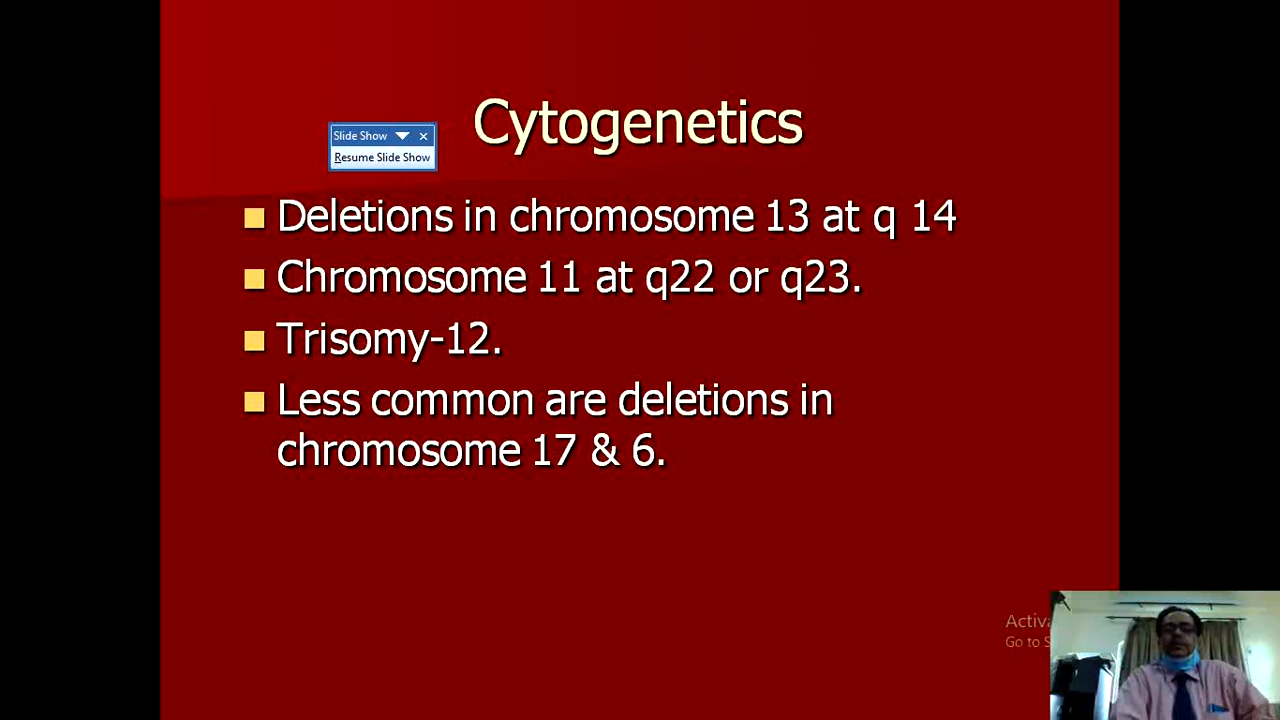 Cytogenetics
Slide Show
Resume Slide Show
Deletions in chromosome 13 at q 14
Chromosome 11 at q22 or q23.
Trisomy-12.
Less common are deletions in
chromosome 17 & 6.
Activa
Go to S